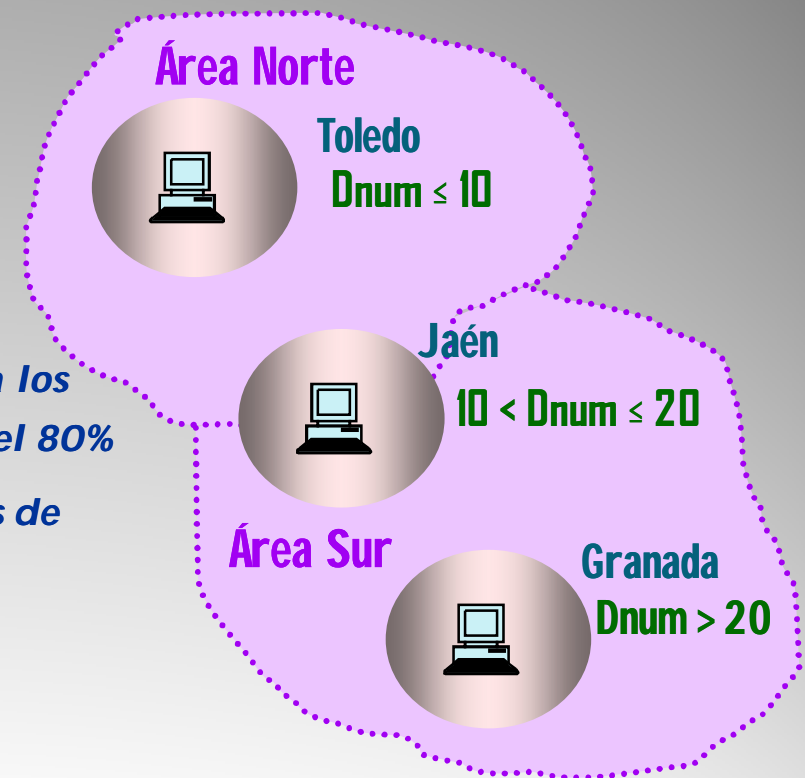 Área Norte
Toledo
Dnum ≤ 10
Jaén
los
10 < Dnum ≤ 20
el 80%
s de
Área Sur
Granada
Dnum > 20